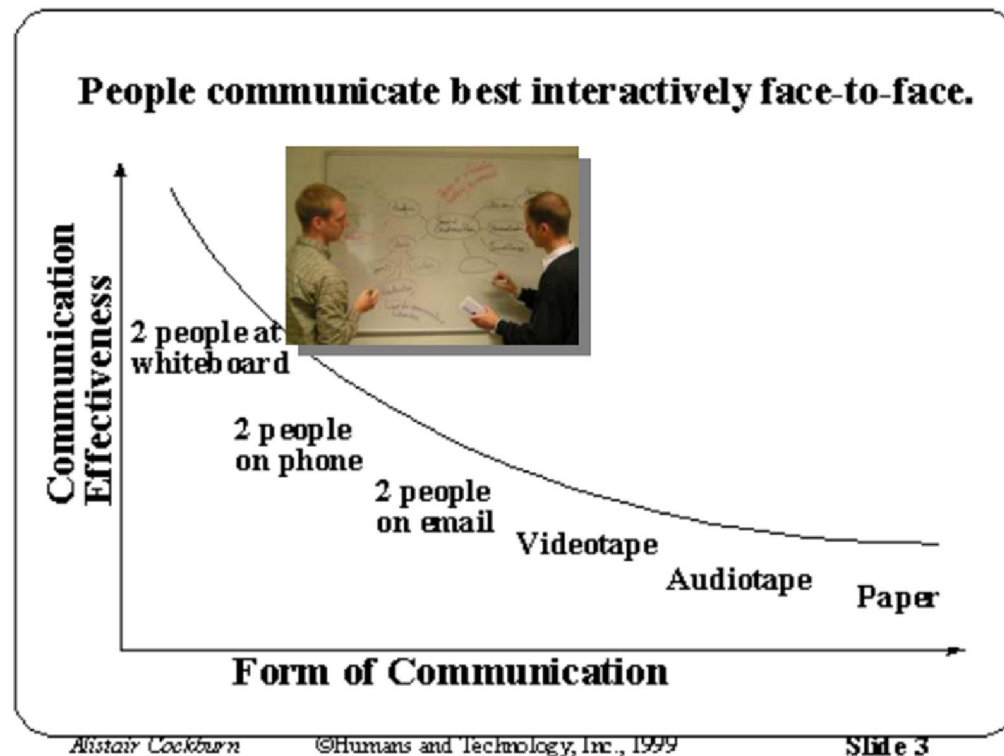 People communicate best interactively face-to-face.
Communication
Effectiveness
2 people at
whiteboard
2 people
on phone
2 people
on email
Videotape
Audiotape
Paper
Form of Communication
Alistair Cockburn ©Humans and Technology, Inc., 1999 Slide 3